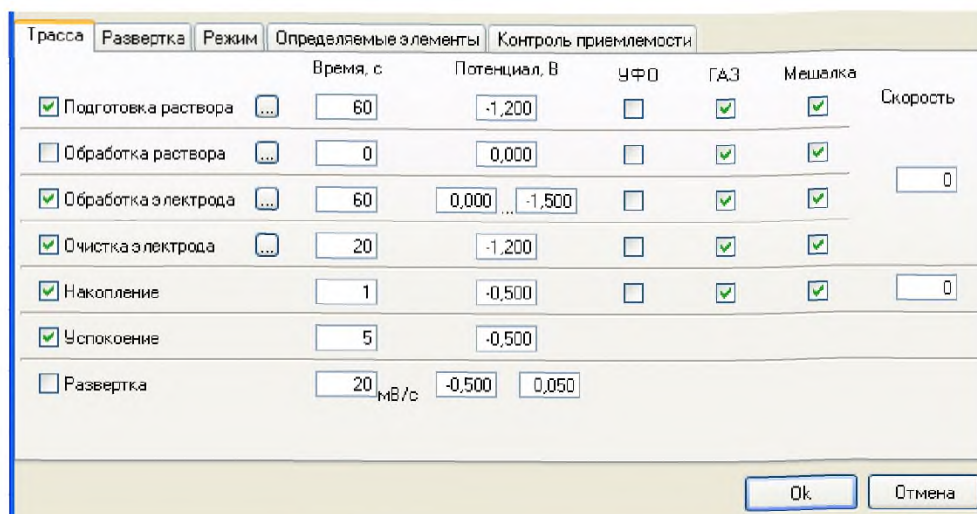 Трасса Развертка Режим Определяемые элементы Контроль приемлемости
Время, с Потенциал, В УФО ГАЗ Мешалка
Скорость
Подготовка раствора ... 60 -1,200
Обработка раствора ... 0 0,000
0
Обработка электрода ... 60 0,000 ... -1,500
Очистка электрода ... 20 -1,200
Накопление 1 -0,500 0
Успокоение 5 -0,500
Развертка 20 мВ/с -0,500 0,050
Ok Отмена